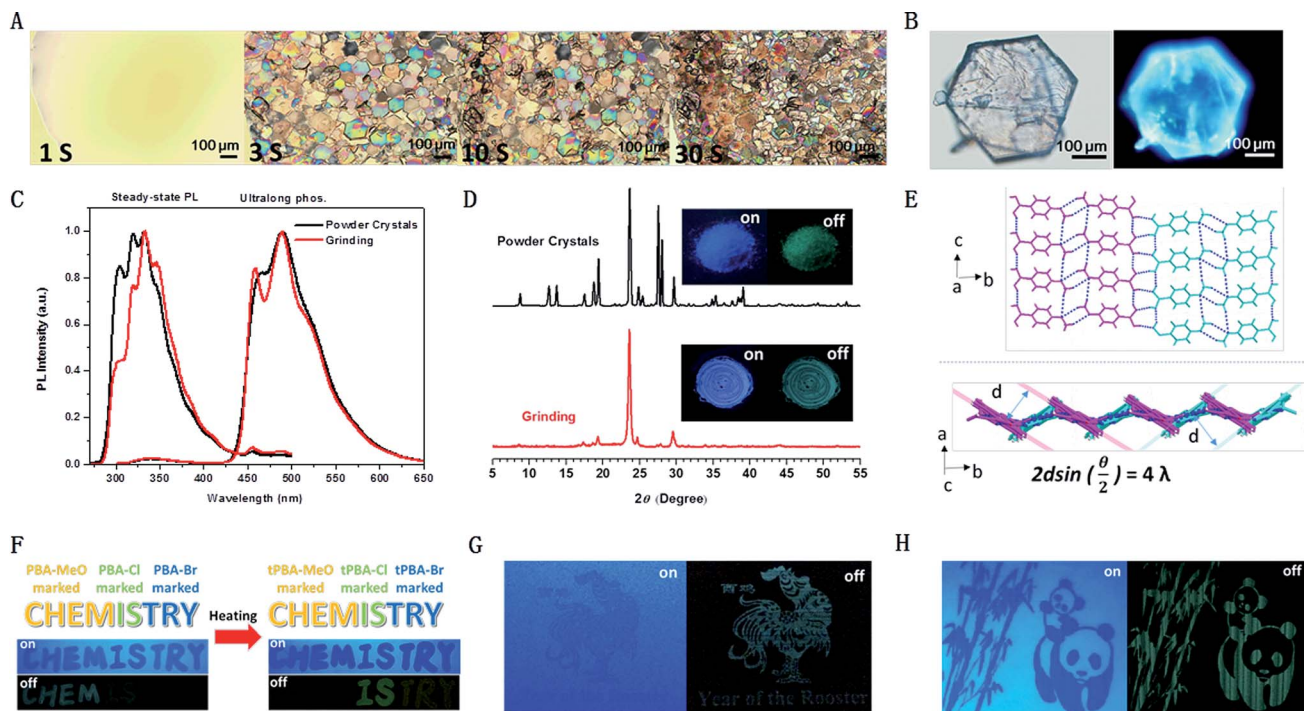 A
1 S
100 μm
3 S
100 μm
10 S
100 μm
30 S
100 μm
B
100 μm
100 μm
C
Steady-state PL
Ultralong phos.
Powder Crystals
Grinding
PL Intensity (a.u.)
1.0
0.8
0.6
0.4
0.2
0.0
300 350 400 450 500 550 600 650
Wavelength (nm)
D
on
off
Powder Crystals
on
off
Grinding
5 10 15 20 25 30 35 40 45 50 55
2θ (Degree)
E
c
b
a
d
d
a
b
c
2dsin (θ/2) = 4 λ
F
PBA-MeO PBA-Cl PBA-Br
marked marked marked
CHEMISTRY
on
CHEMISTRY
off
CHEMIS
Heating
tPBA-MeO tPBA-Cl tPBA-Br
marked marked marked
CHEMISTRY
on
CHEMISTRY
off
ISTRY
G
on
off
Year of the Rooster
H
on
off